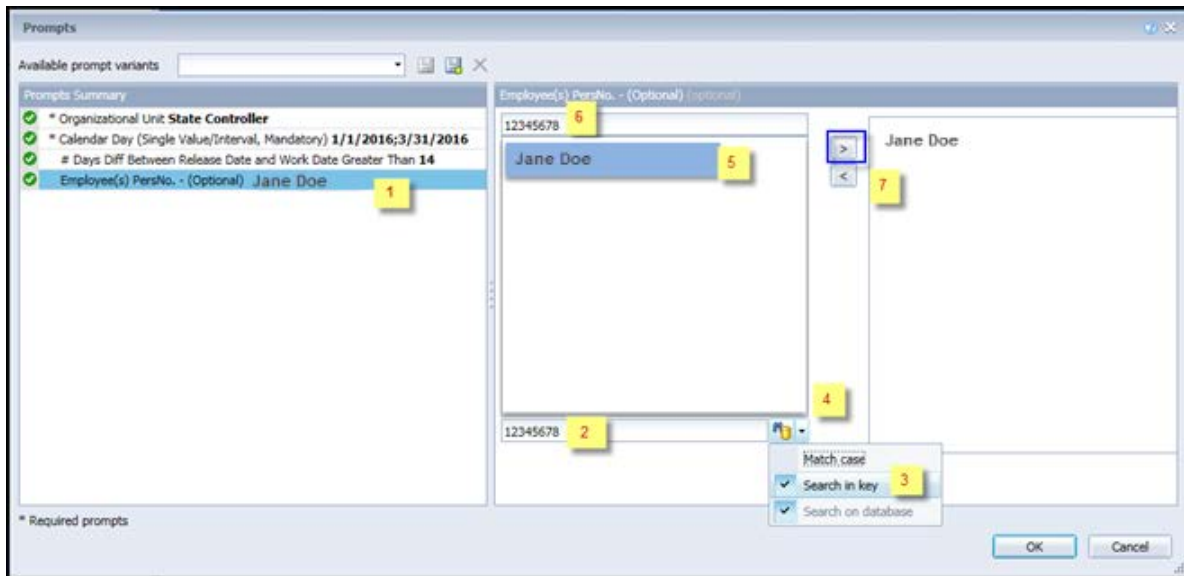 Prompts
Available prompt variants
Prompts Summary
* Organizational Unit State Controller
* Calendar Day (Single Value/Interval, Mandatory) 1/1/2016;3/31/2016
# Days Diff Between Release Date and Work Date Greater Than 14
Employee(s) PersNo. - (Optional) Jane Doe
1
* Required prompts
Employee(s) PersNo. - (Optional) (optional)
12345678
6
Jane Doe
5
>
<
7
Jane Doe
4
12345678
2
Match case
Search in key
3
Search on database
OK
Cancel